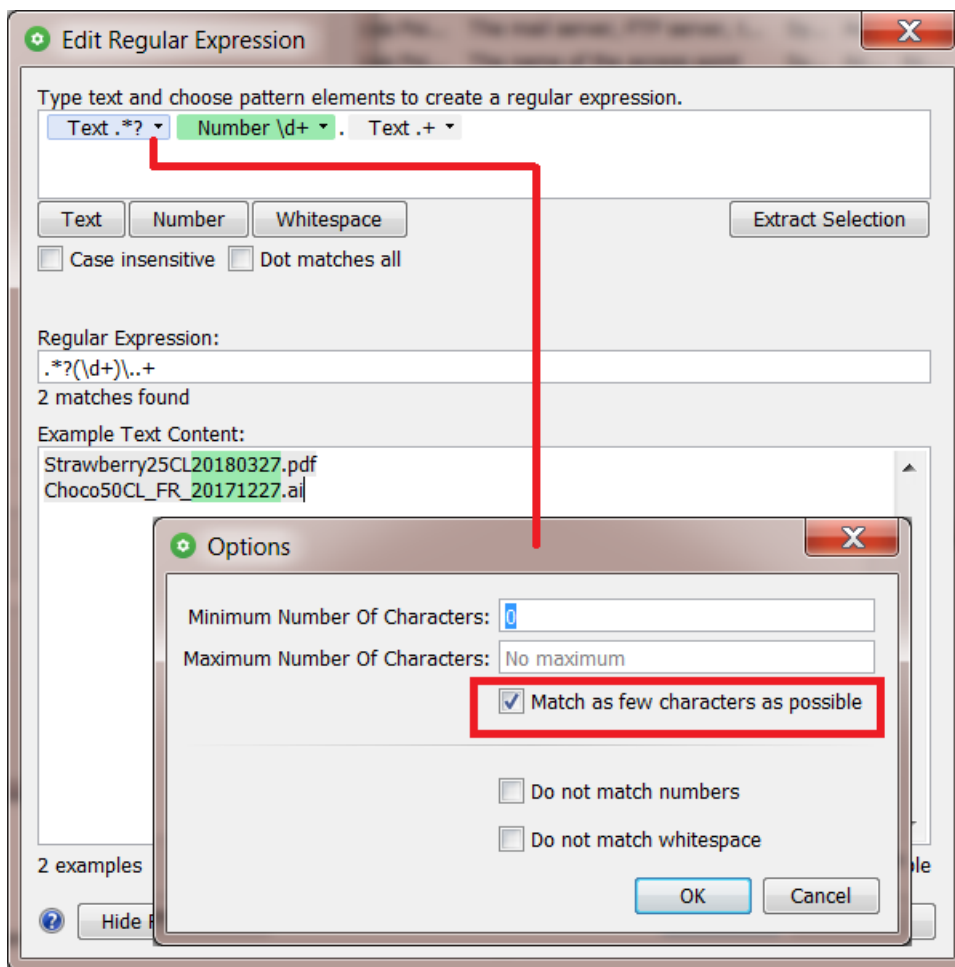 Edit Regular Expression
X
Type text and choose pattern elements to create a regular expression.
Text .*? Number \d+ . Text .+
Text Number Whitespace Extract Selection
Case insensitive Dot matches all
Regular Expression:
.*?(\d+)\..+
2 matches found
Example Text Content:
Strawberry25CL20180327.pdf
Choco50CL_FR_20171227.ai
Options
X
Minimum Number Of Characters: 0
Maximum Number Of Characters: No maximum
Match as few characters as possible
Do not match numbers
Do not match whitespace
2 examples
OK Cancel
? Hide